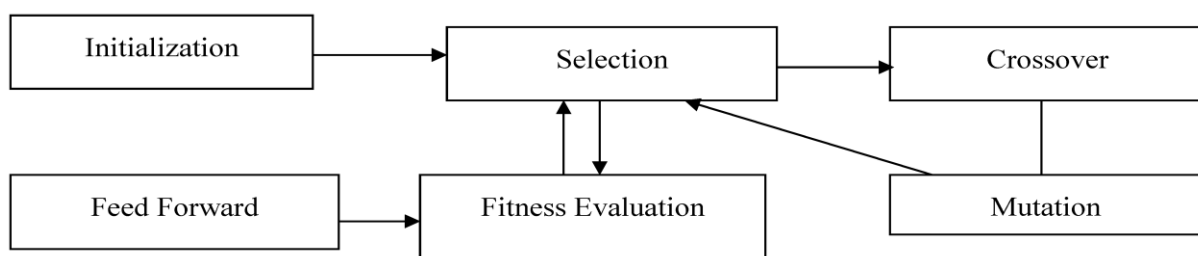 Initialization
Selection
Crossover
Feed Forward
Fitness Evaluation
Mutation